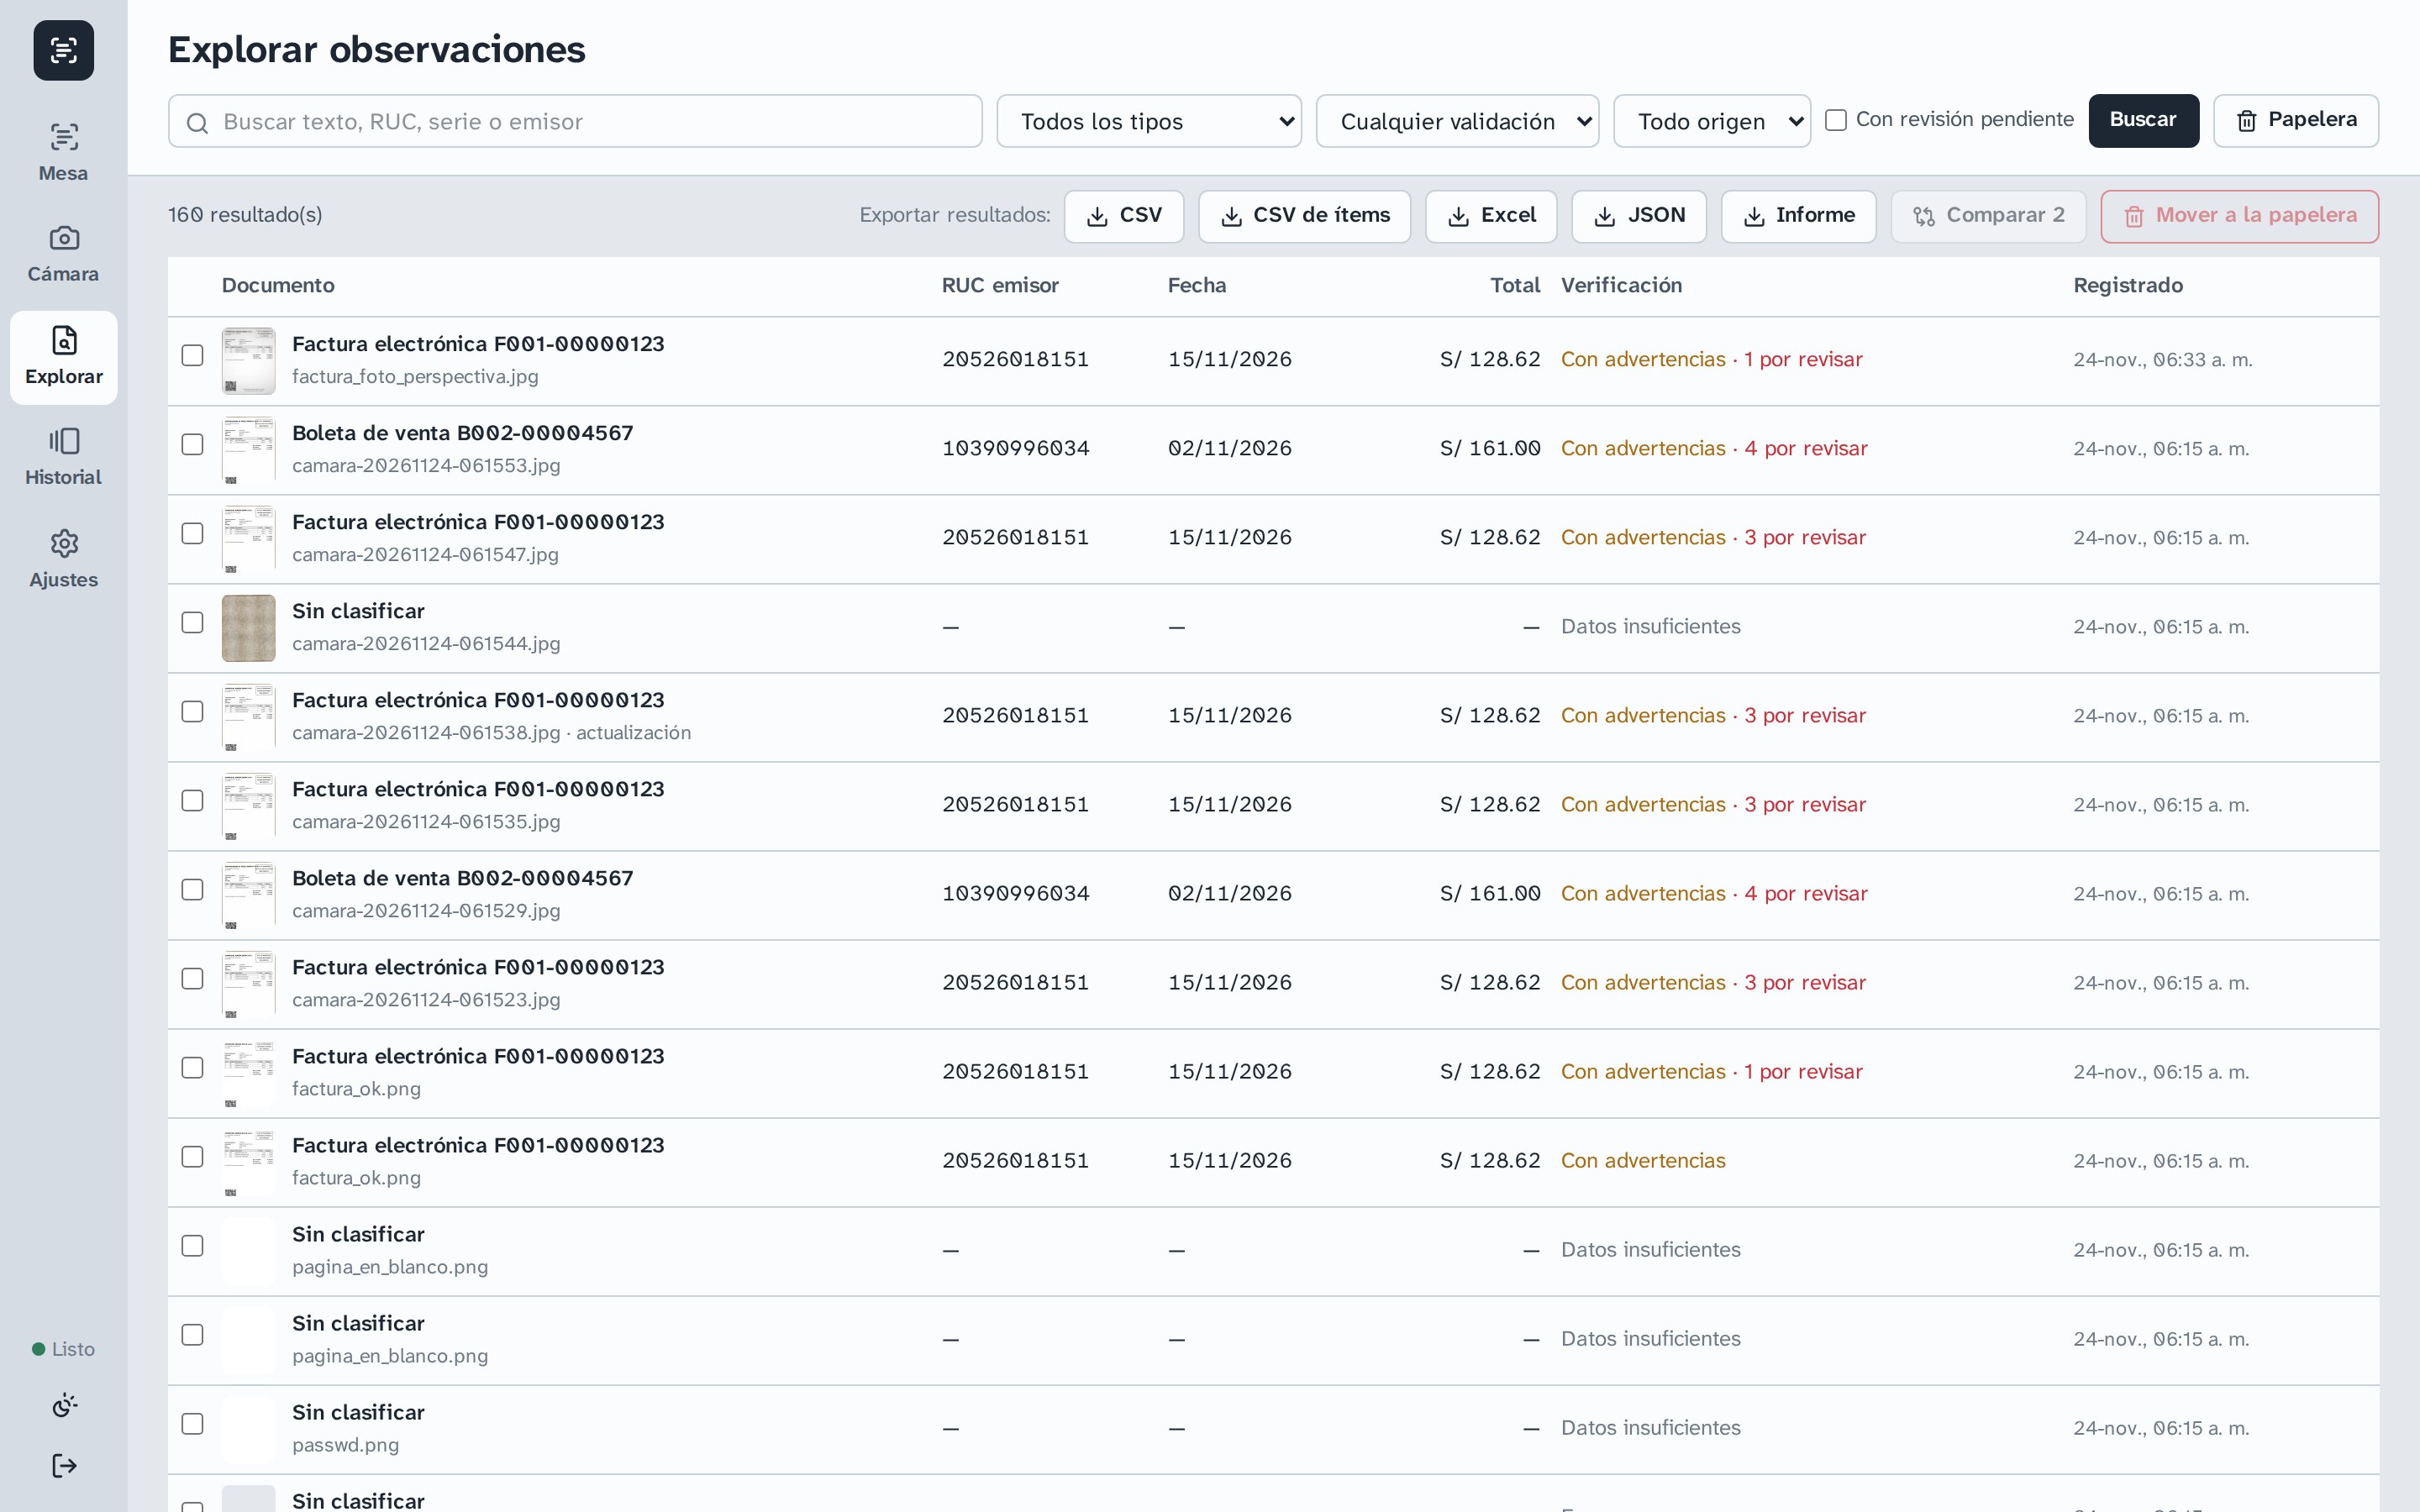 Explorar observaciones
Buscar texto, RUC, serie o emisor
Todos los tipos
Cualquier validación
Todo origen
Con revisión pendiente
Buscar
Papelera
Mesa
Cámara
Explorar
Historial
Ajustes
Listo
160 resultado(s)
Exportar resultados:
CSV
CSV de ítems
Excel
JSON
Informe
Comparar 2
Mover a la papelera
Documento RUC emisor Fecha Total Verificación Registrado
Factura electrónica F001-00000123
factura_foto_perspectiva.jpg
20526018151 15/11/2026 S/ 128.62 Con advertencias · 1 por revisar 24-nov., 06:33 a. m.
Boleta de venta B002-00004567
camara-20261124-061553.jpg
10390996034 02/11/2026 S/ 161.00 Con advertencias · 4 por revisar 24-nov., 06:15 a. m.
Factura electrónica F001-00000123
camara-20261124-061547.jpg
20526018151 15/11/2026 S/ 128.62 Con advertencias · 3 por revisar 24-nov., 06:15 a. m.
Sin clasificar
camara-20261124-061544.jpg
— — — Datos insuficientes 24-nov., 06:15 a. m.
Factura electrónica F001-00000123
camara-20261124-061538.jpg · actualización
20526018151 15/11/2026 S/ 128.62 Con advertencias · 3 por revisar 24-nov., 06:15 a. m.
Factura electrónica F001-00000123
camara-20261124-061535.jpg
20526018151 15/11/2026 S/ 128.62 Con advertencias · 3 por revisar 24-nov., 06:15 a. m.
Boleta de venta B002-00004567
camara-20261124-061529.jpg
10390996034 02/11/2026 S/ 161.00 Con advertencias · 4 por revisar 24-nov., 06:15 a. m.
Factura electrónica F001-00000123
camara-20261124-061523.jpg
20526018151 15/11/2026 S/ 128.62 Con advertencias · 3 por revisar 24-nov., 06:15 a. m.
Factura electrónica F001-00000123
factura_ok.png
20526018151 15/11/2026 S/ 128.62 Con advertencias · 1 por revisar 24-nov., 06:15 a. m.
Factura electrónica F001-00000123
factura_ok.png
20526018151 15/11/2026 S/ 128.62 Con advertencias 24-nov., 06:15 a. m.
Sin clasificar
pagina_en_blanco.png
— — — Datos insuficientes 24-nov., 06:15 a. m.
Sin clasificar
pagina_en_blanco.png
— — — Datos insuficientes 24-nov., 06:15 a. m.
Sin clasificar
passwd.png
— — — Datos insuficientes 24-nov., 06:15 a. m.
Sin clasificar